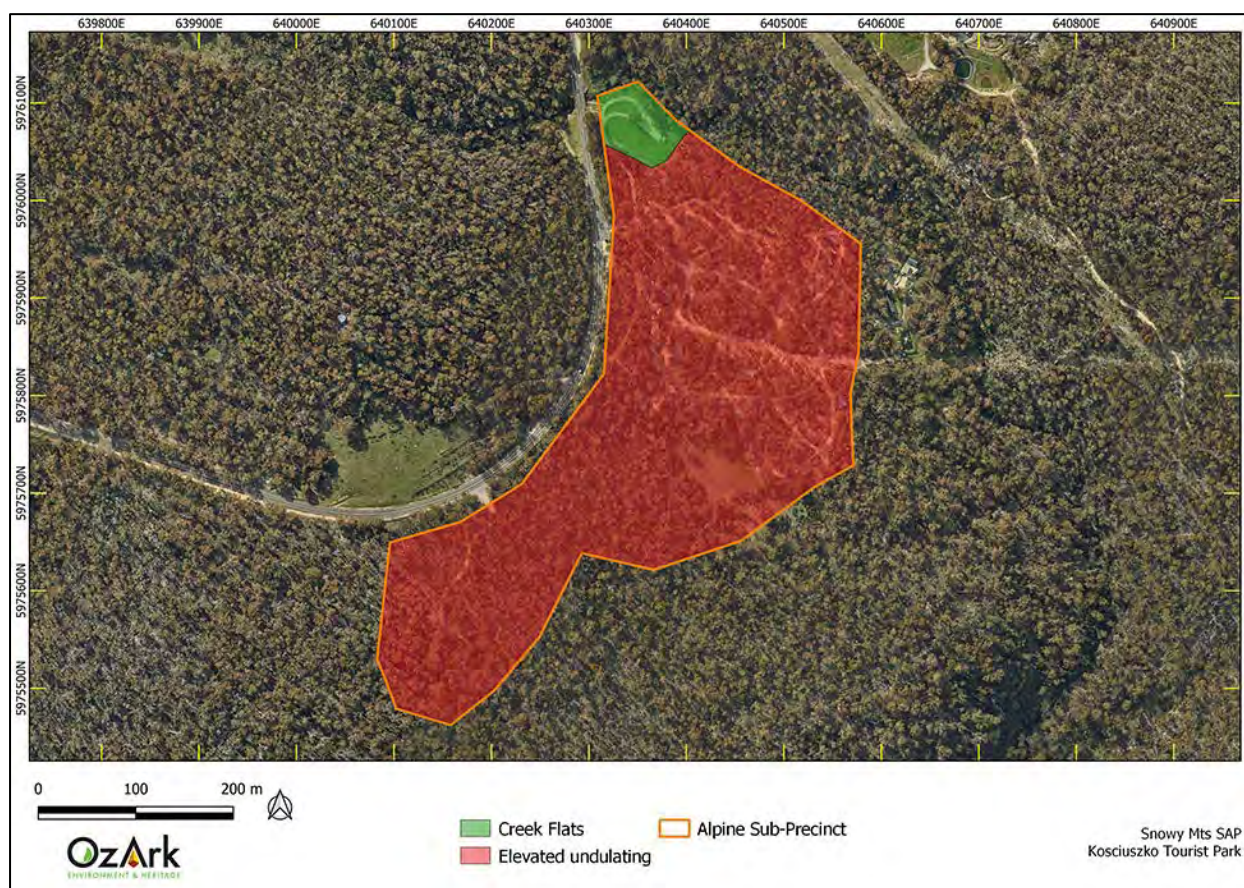 639800E 639900E 640000E 640100E 640200E 640300E 640400E 640500E 640600E 640700E 640800E 640900E
5976100N
5976000N
5975900N
5975800N
5975700N
5975600N
5975500N
0 100 200 m
Creek Flats
Alpine Sub-Precinct
Elevated undulating
OzArk
ENVIRONMENT & HERITAGE
Snowy Mts SAP
Kosciuszko Tourist Park